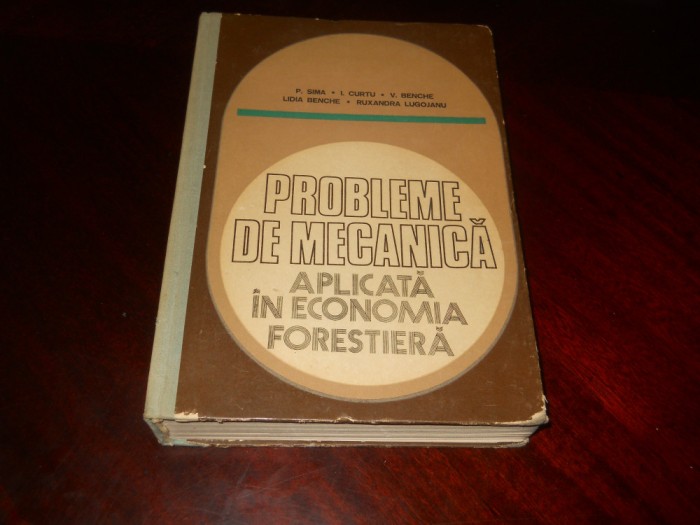 P. SIMA • I. CURTU • V. BENCHE
LIDIA BENCHE • RUXANDRA LUGOJANU
PROBLEME
DE MECANICĂ
APLICATĂ
ÎN ECONOMIA
FORESTIERĂ